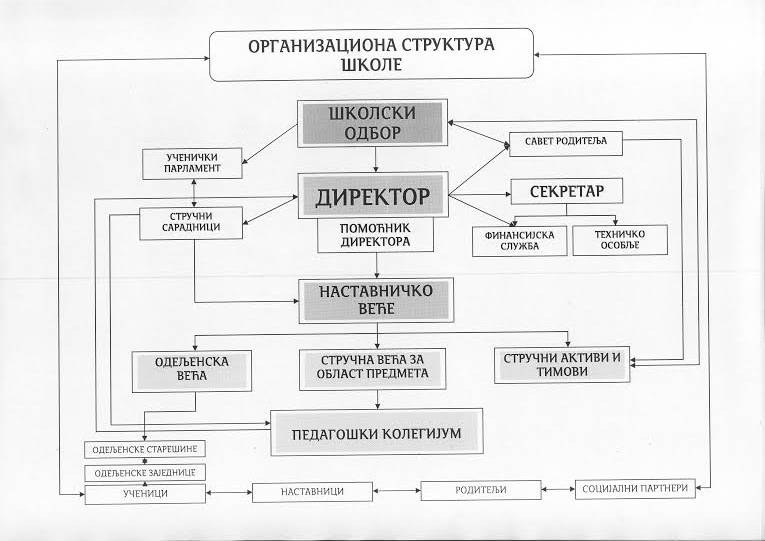 ОРГАНИЗАЦИОНА СТРУКТУРА
ШКОЛЕ
ШКОЛСКИ
ОДБОР
УЧЕНИЧКИ
ПАРЛАМЕНТ
САВЕТ РОДИТЕЉА
ДИРЕКТОР
СЕКРЕТАР
СТРУЧНИ
САРАДНИЦИ
ПОМОЋНИК
ДИРЕКТОРА
ФИНАНСИЈСКА
СЛУЖБА
ТЕХНИЧКО
ОСОБЉЕ
НАСТАВНИЧКО
ВЕЋЕ
ОДЕЉЕНСКА
ВЕЋА
СТРУЧНА ВЕЋА ЗА
ОБЛАСТ ПРЕДМЕТА
СТРУЧНИ АКТИВИ И
ТИМОВИ
ПЕДАГОШКИ КОЛЕГИЈУМ
ОДЕЉЕНСКЕ СТАРЕШИНЕ
ОДЕЉЕНСКЕ ЗАЈЕДНИЦЕ
УЧЕНИЦИ
НАСТАВНИЦИ
РОДИТЕЉИ
СОЦИЈАЛНИ ПАРТНЕРИ